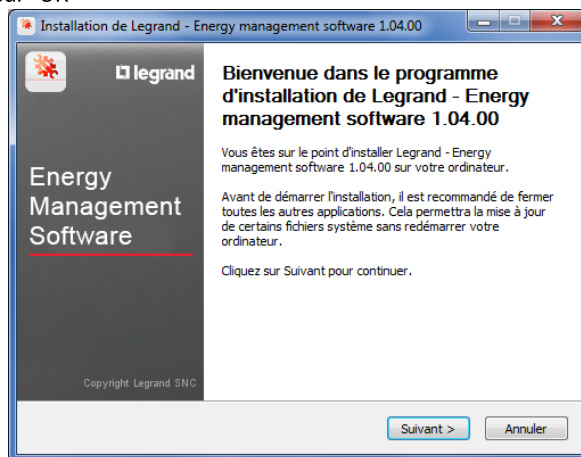 sur "OK"
Installation de Legrand - Energy management software 1.04.00
legrand
Energy
Management
Software
Copyright Legrand SNC
Bienvenue dans le programme
d'installation de Legrand - Energy
management software 1.04.00
Vous êtes sur le point d'installer Legrand - Energy
management software 1.04.00 sur votre ordinateur.
Avant de démarrer l'installation, il est recommandé de fermer
toutes les autres applications. Cela permettra la mise à jour
de certains fichiers système sans redémarrer votre
ordinateur.
Cliquez sur Suivant pour continuer.
Suivant >
Annuler